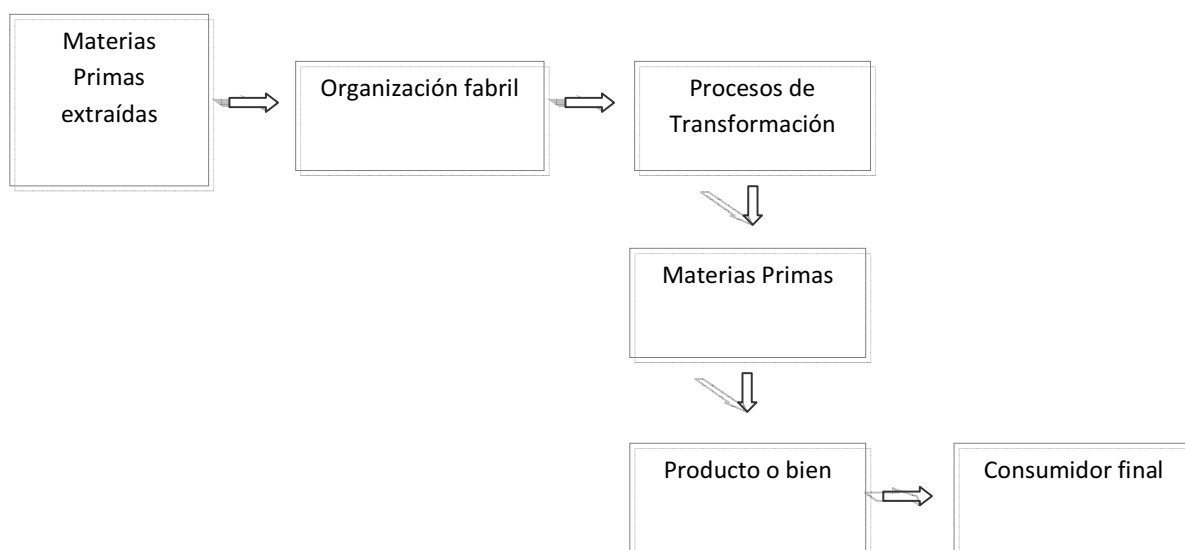 Materias
Primas
extraídas
Organización fabril
Procesos de
Transformación
Materias Primas
Producto o bien
Consumidor final